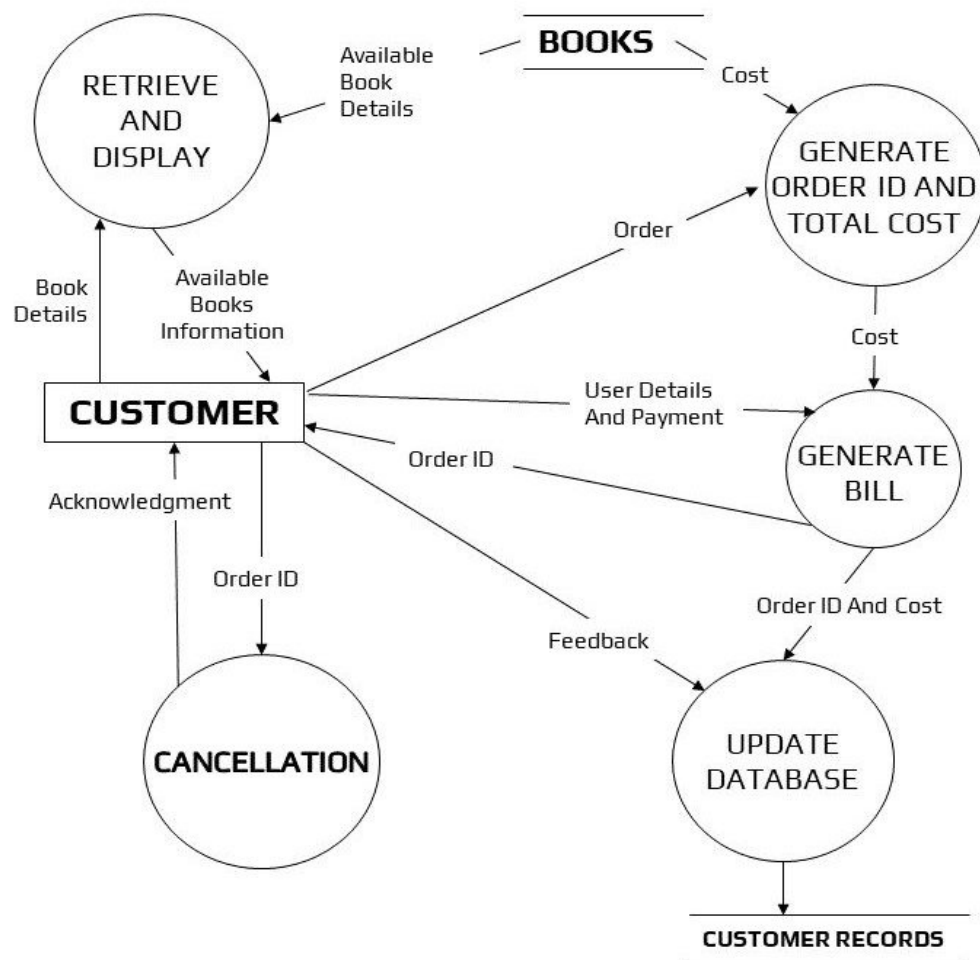 BOOKS
Available
Book
Details
Cost
RETRIEVE
AND
DISPLAY
GENERATE
ORDER ID AND
TOTAL COST
Order
Book
Details
Available
Books
Information
Cost
CUSTOMER
User Details
And Payment
Order ID
GENERATE
BILL
Acknowledgment
Order ID
Order ID And Cost
Feedback
CANCELLATION
UPDATE
DATABASE
CUSTOMER RECORDS